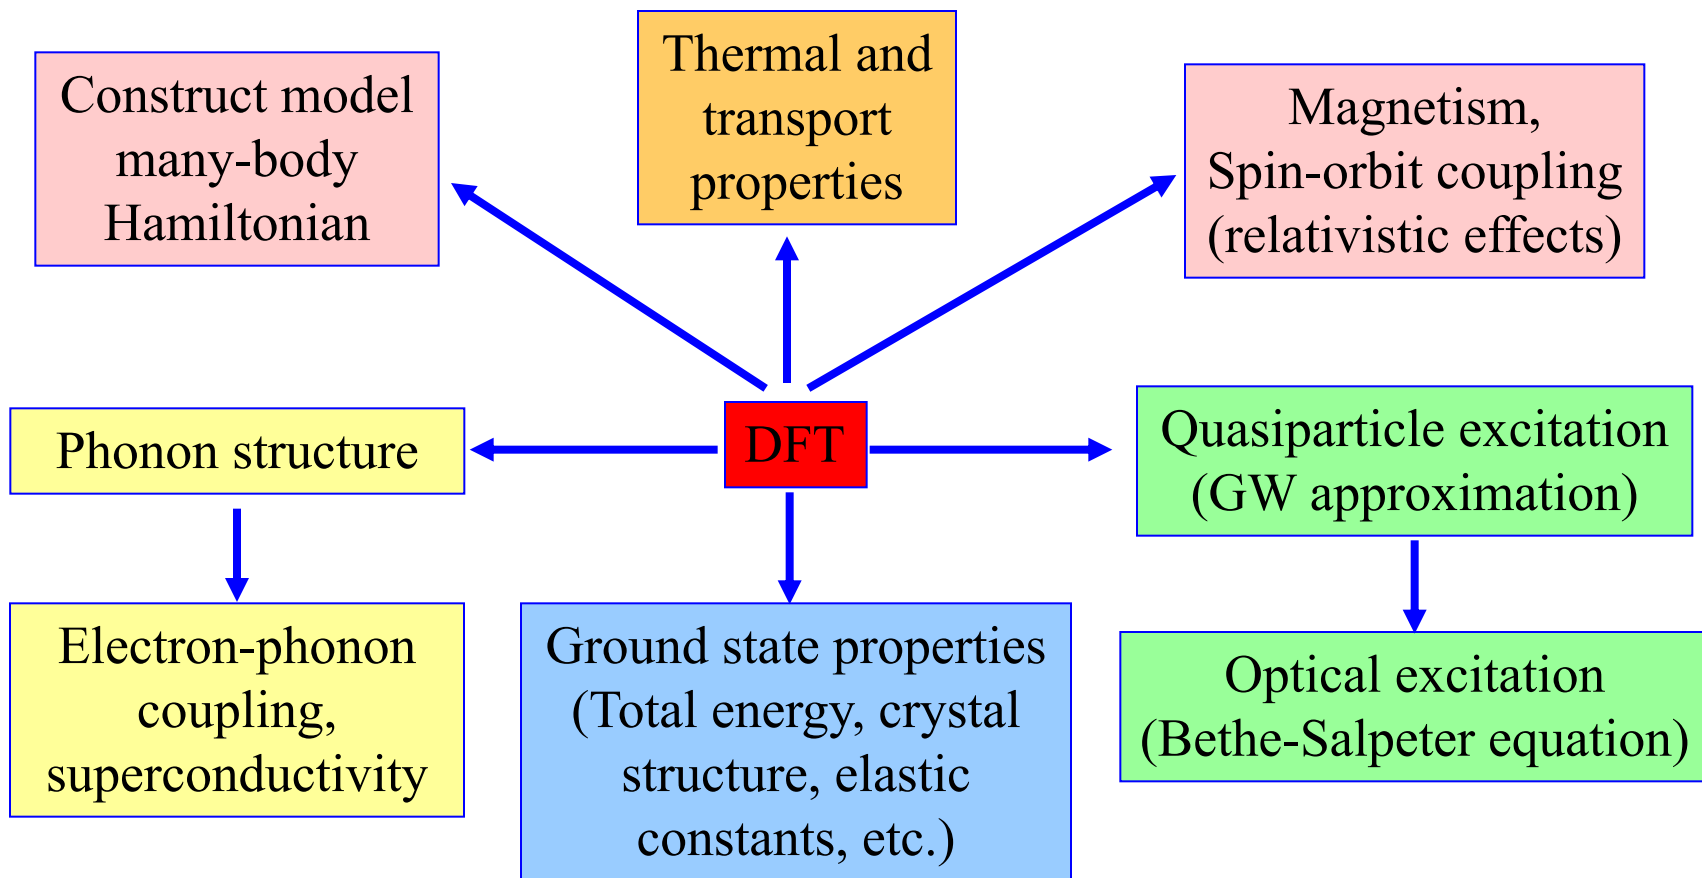 Construct model
many-body
Hamiltonian
Thermal and
transport
properties
Magnetism,
Spin-orbit coupling
(relativistic effects)
Phonon structure
DFT
Quasiparticle excitation
(GW approximation)
Electron-phonon
coupling,
superconductivity
Ground state properties
(Total energy, crystal
structure, elastic
constants, etc.)
Optical excitation
(Bethe-Salpeter equation)